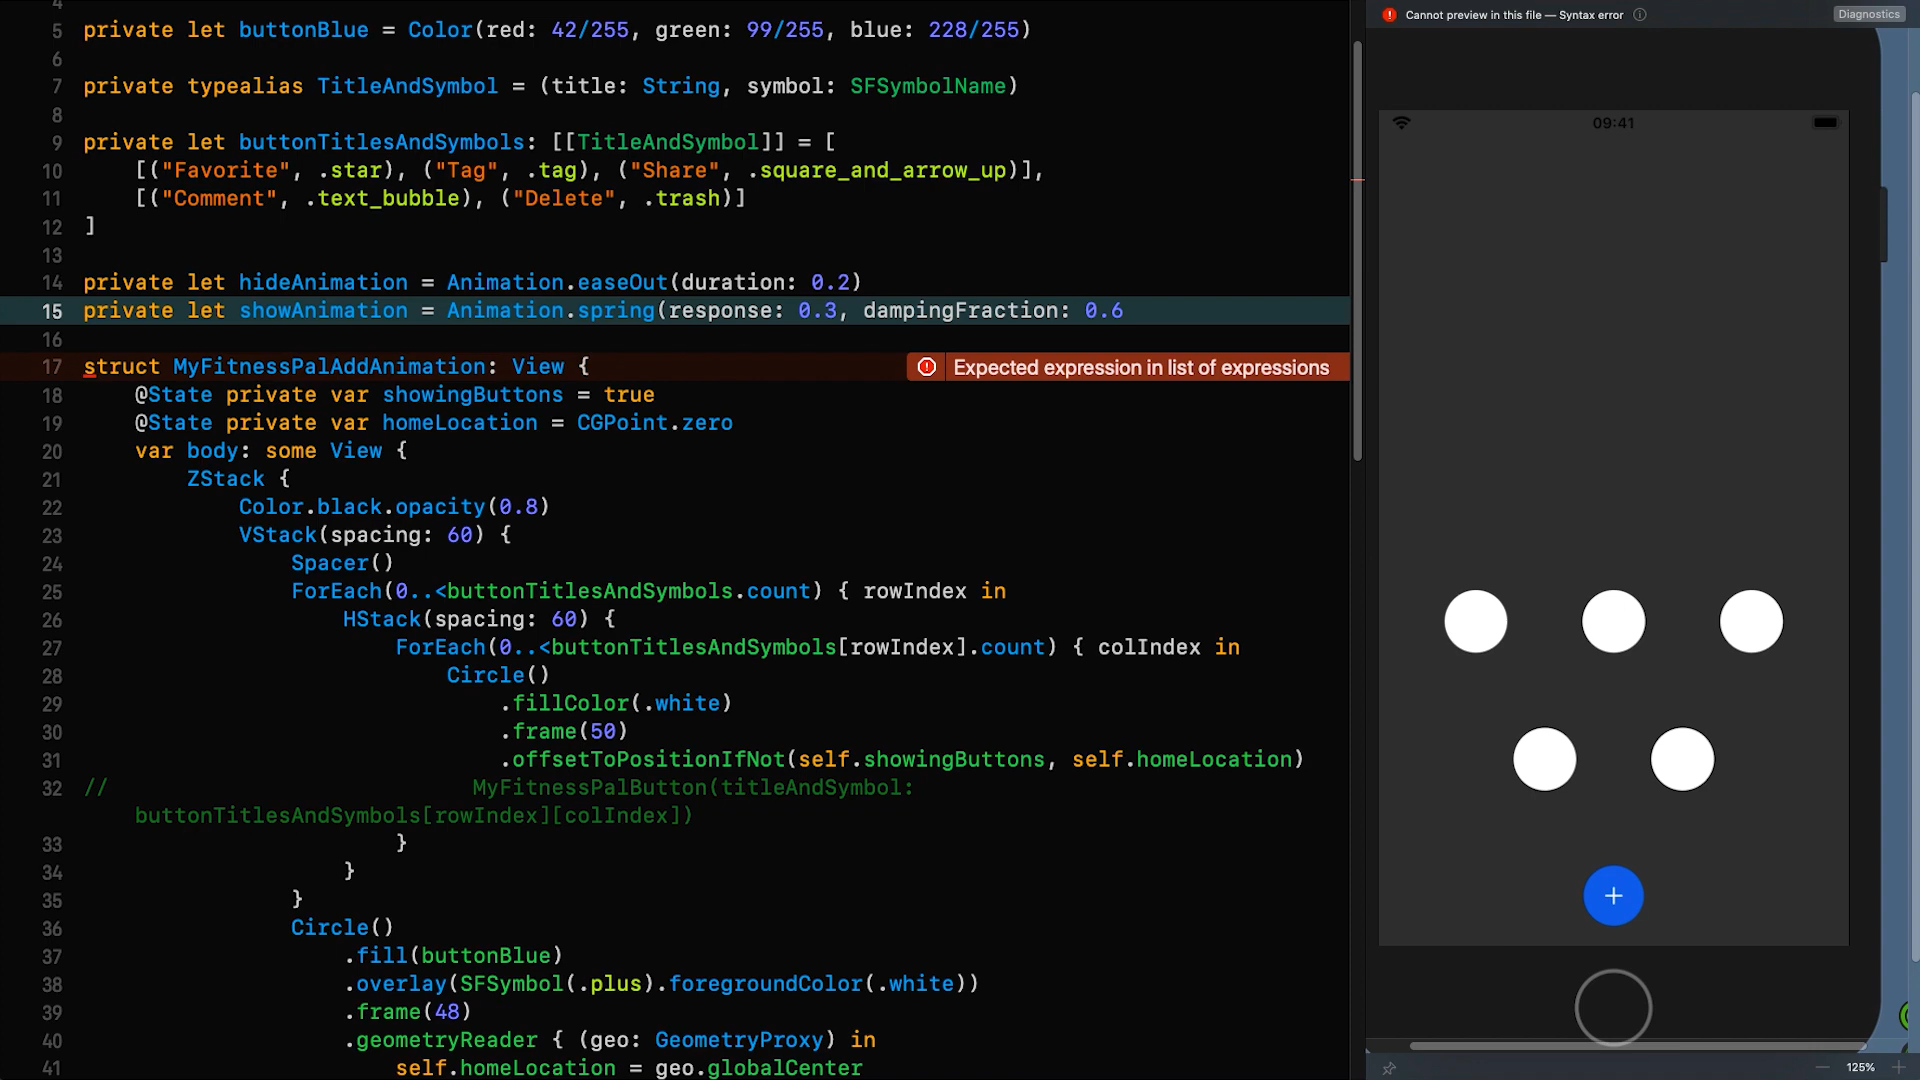 4
5 private let buttonBlue = Color(red: 42/255, green: 99/255, blue: 228/255)
6
7 private typealias TitleAndSymbol = (title: String, symbol: SFSymbolName)
8
9 private let buttonTitlesAndSymbols: [[TitleAndSymbol]] = [
10 [("Favorite", .star), ("Tag", .tag), ("Share", .square_and_arrow_up)],
11 [("Comment", .text_bubble), ("Delete", .trash)]
12 ]
13
14 private let hideAnimation = Animation.easeOut(duration: 0.2)
15 private let showAnimation = Animation.spring(response: 0.3, dampingFraction: 0.6
16
17 struct MyFitnessPalAddAnimation: View {
Expected expression in list of expressions
18 @State private var showingButtons = true
19 @State private var homeLocation = CGPoint.zero
20 var body: some View {
21 ZStack {
22 Color.black.opacity(0.8)
23 VStack(spacing: 60) {
24 Spacer()
25 ForEach(0..<buttonTitlesAndSymbols.count) { rowIndex in
26 HStack(spacing: 60) {
27 ForEach(0..<buttonTitlesAndSymbols[rowIndex].count) { colIndex in
28 Circle()
29 .fillColor(.white)
30 .frame(50)
31 .offsetToPositionIfNot(self.showingButtons, self.homeLocation)
32 // MyFitnessPalButton(titleAndSymbol:
buttonTitlesAndSymbols[rowIndex][colIndex])
33 }
34 }
35 }
36 Circle()
37 .fill(buttonBlue)
38 .overlay(SFSymbol(.plus).foregroundColor(.white))
39 .frame(48)
40 .geometryReader { (geo: GeometryProxy) in
41 self.homeLocation = geo.globalCenter
Cannot preview in this file — Syntax error
Diagnostics
09:41
125%